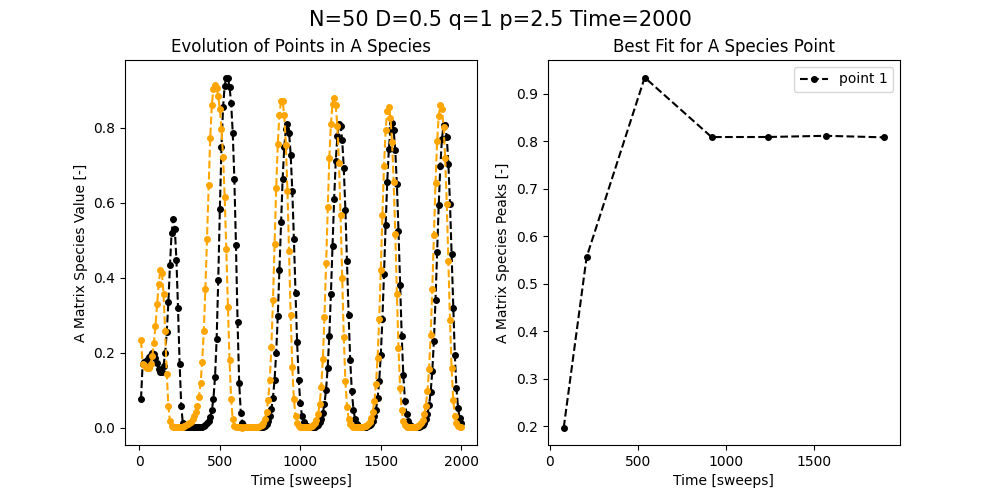 N=50 D=0.5 q=1 p=2.5 Time=2000
Evolution of Points in A Species
A Matrix Species Value [-]
0.8
0.6
0.4
0.2
0.0
0 500 1000 1500 2000
Time [sweeps]
Best Fit for A Species Point
point 1
A Matrix Species Peaks [-]
0.9
0.8
0.7
0.6
0.5
0.4
0.3
0.2
0 500 1000 1500
Time [sweeps]